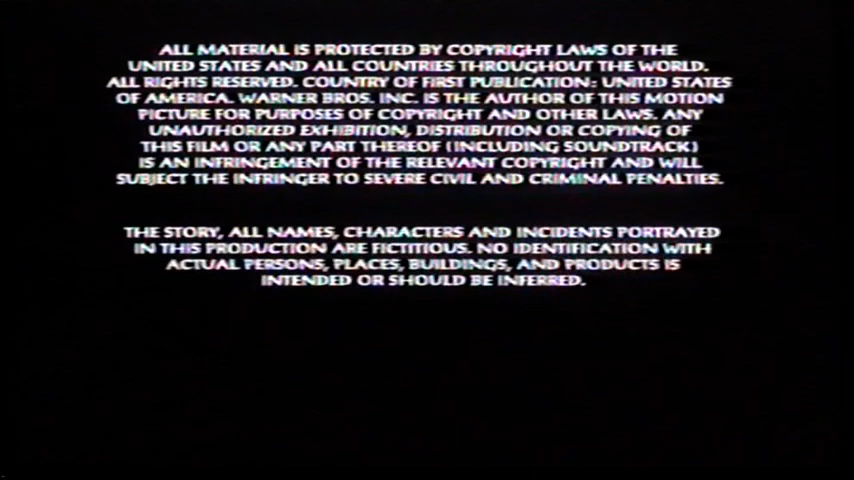 ALL MATERIAL IS PROTECTED BY COPYRIGHT LAWS OF THE
UNITED STATES AND ALL COUNTRIES THROUGHOUT THE WORLD.
ALL RIGHTS RESERVED. COUNTRY OF FIRST PUBLICATION: UNITED STATES
OF AMERICA. WARNER BROS. INC. IS THE AUTHOR OF THIS MOTION
PICTURE FOR PURPOSES OF COPYRIGHT AND OTHER LAWS. ANY
UNAUTHORIZED EXHIBITION, DISTRIBUTION OR COPYING OF
THIS FILM OR ANY PART THEREOF (INCLUDING SOUNDTRACK)
IS AN INFRINGEMENT OF THE RELEVANT COPYRIGHT AND WILL
SUBJECT THE INFRINGER TO SEVERE CIVIL AND CRIMINAL PENALTIES.
THE STORY, ALL NAMES, CHARACTERS AND INCIDENTS PORTRAYED
IN THIS PRODUCTION ARE FICTITIOUS. NO IDENTIFICATION WITH
ACTUAL PERSONS, PLACES, BUILDINGS, AND PRODUCTS IS
INTENDED OR SHOULD BE INFERRED.